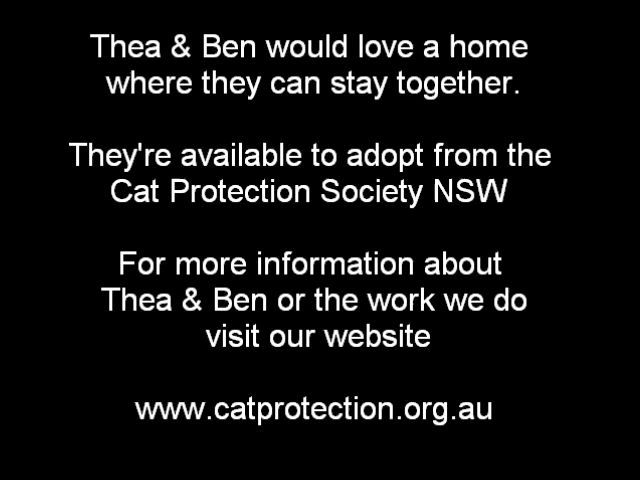 Thea & Ben would love a home
where they can stay together.
They're available to adopt from the
Cat Protection Society NSW
For more information about
Thea & Ben or the work we do
visit our website
www.catprotection.org.au